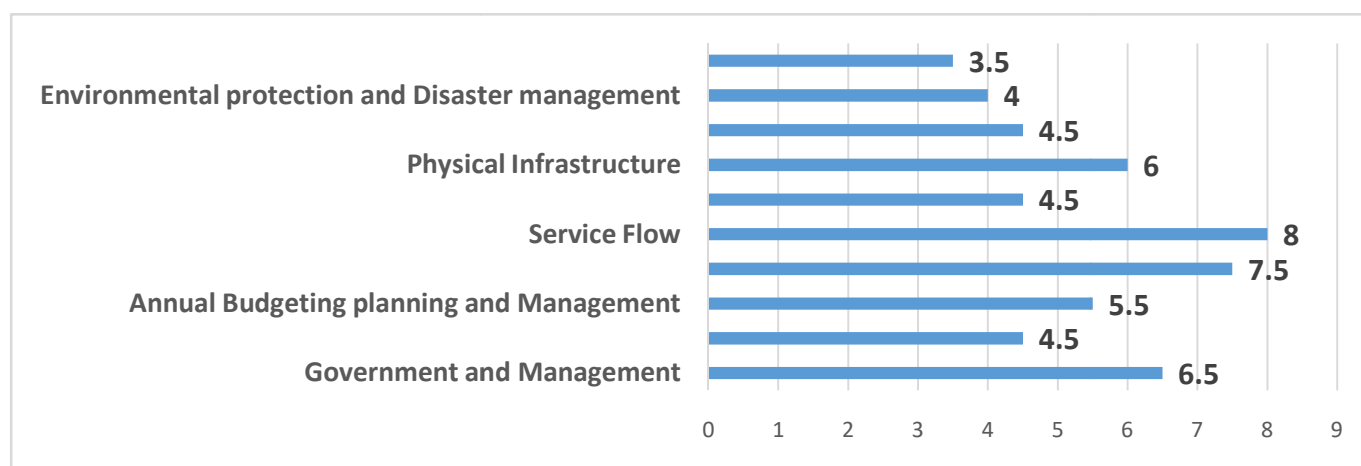 3.5
Environmental protection and Disaster management 4
4.5
Physical Infrastructure 6
4.5
Service Flow 8
7.5
Annual Budgeting planning and Management 5.5
4.5
Government and Management 6.5
0 1 2 3 4 5 6 7 8 9